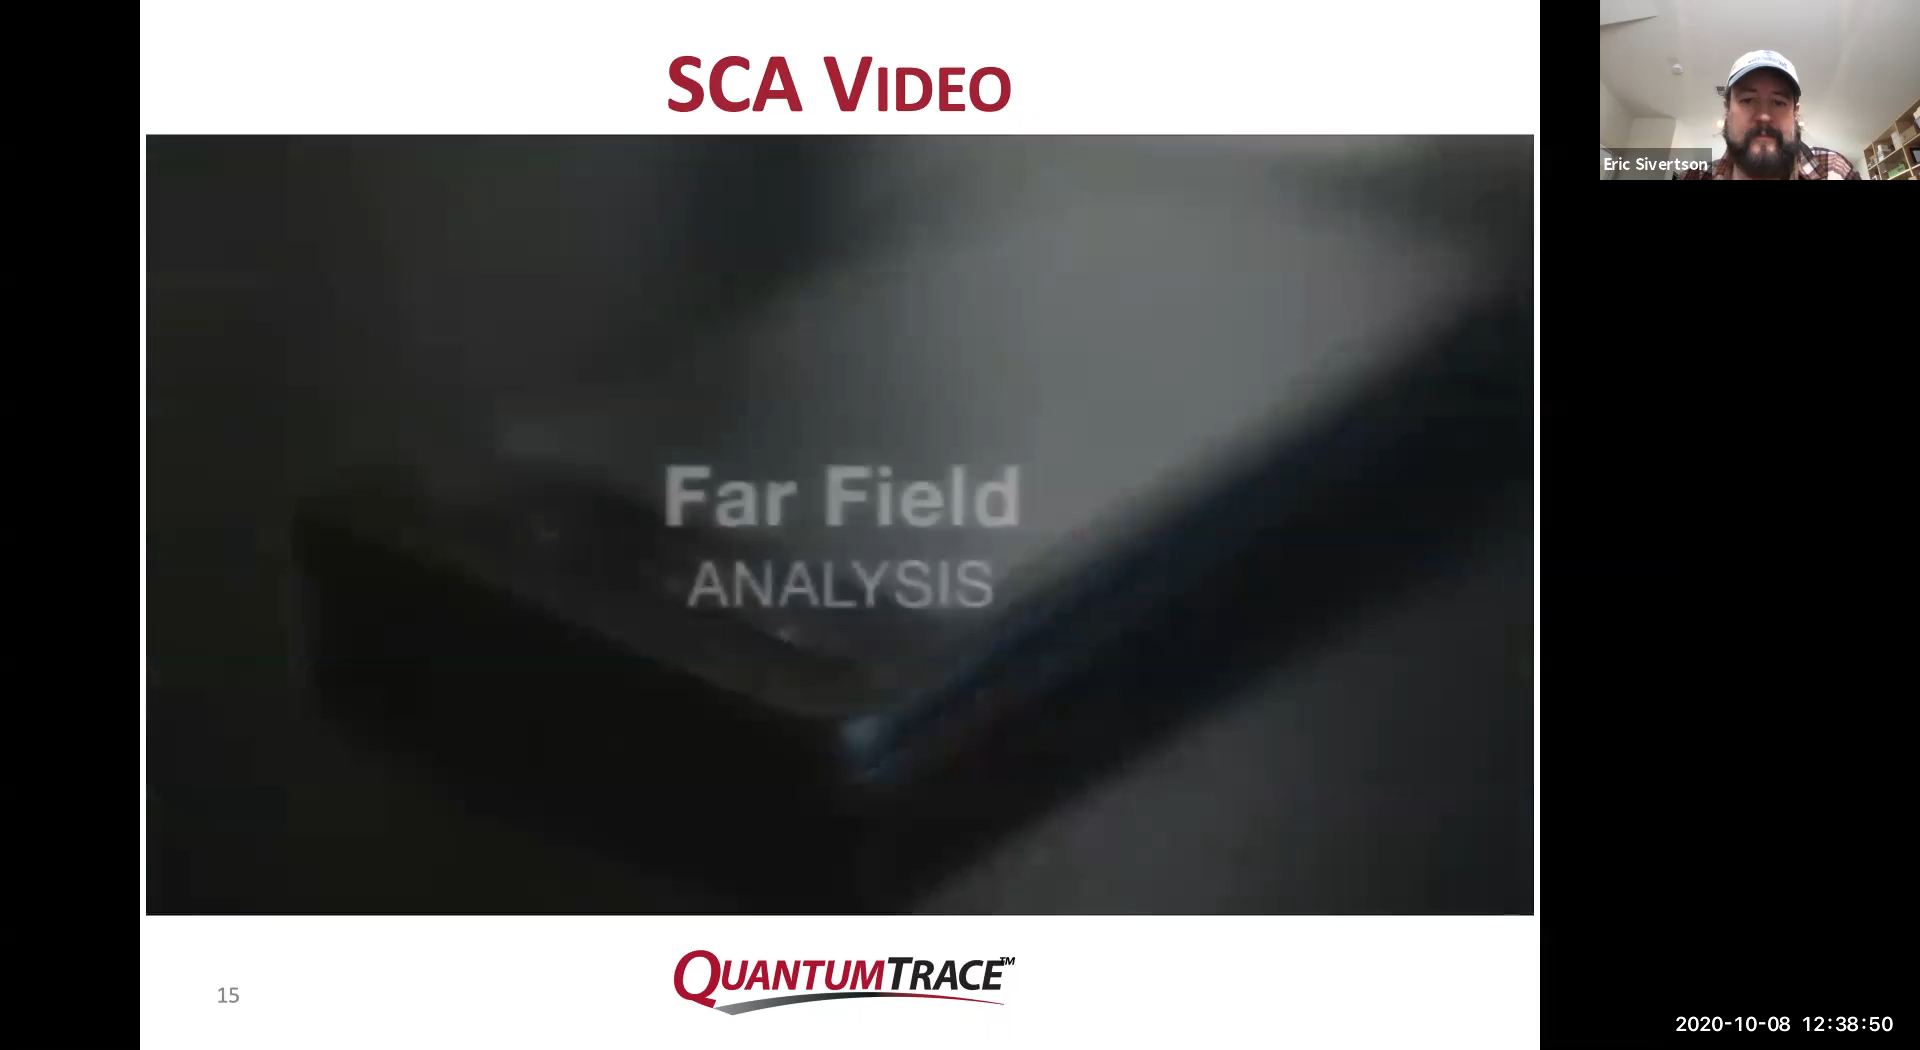 SCA VIDEO
Eric Sivertson
Far Field
ANALYSIS
QUANTUMTRACE™
15
2020-10-08 12:38:50